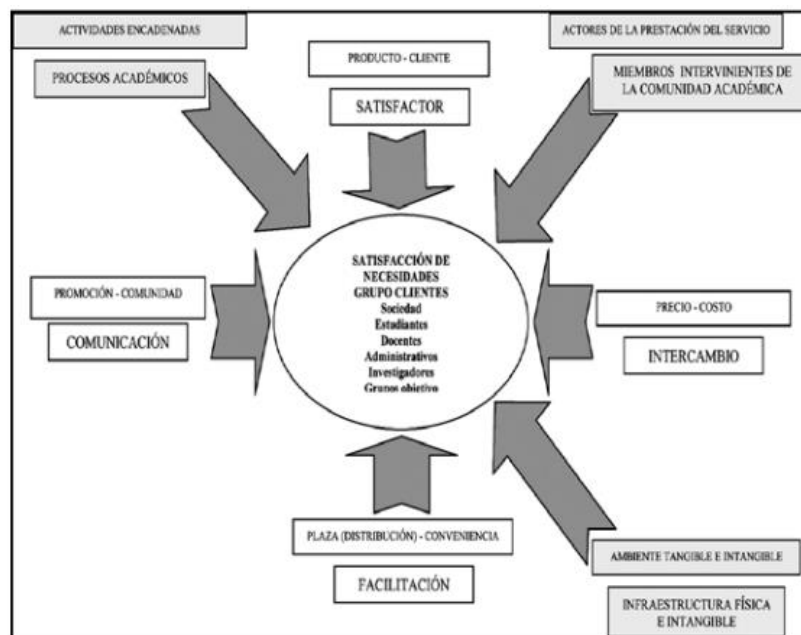 ACTIVIDADES ENCADENADAS
PROCESOS ACADÉMICOS
PRODUCTO - CLIENTE
SATISFACTOR
ACTORES DE LA PRESTACIÓN DEL SERVICIO
MIEMBROS INTERVINIENTES DE
LA COMUNIDAD ACADÉMICA
PROMOCIÓN - COMUNIDAD
COMUNICACIÓN
SATISFACCIÓN DE
NECESIDADES
GRUPO CLIENTES
Sociedad
Estudiantes
Docentes
Administrativos
Investigadores
Grupos objetivo
PRECIO - COSTO
INTERCAMBIO
PLAZA (DISTRIBUCIÓN) - CONVENIENCIA
FACILITACIÓN
AMBIENTE TANGIBLE E INTANGIBLE
INFRAESTRUCTURA FÍSICA
E INTANGIBLE